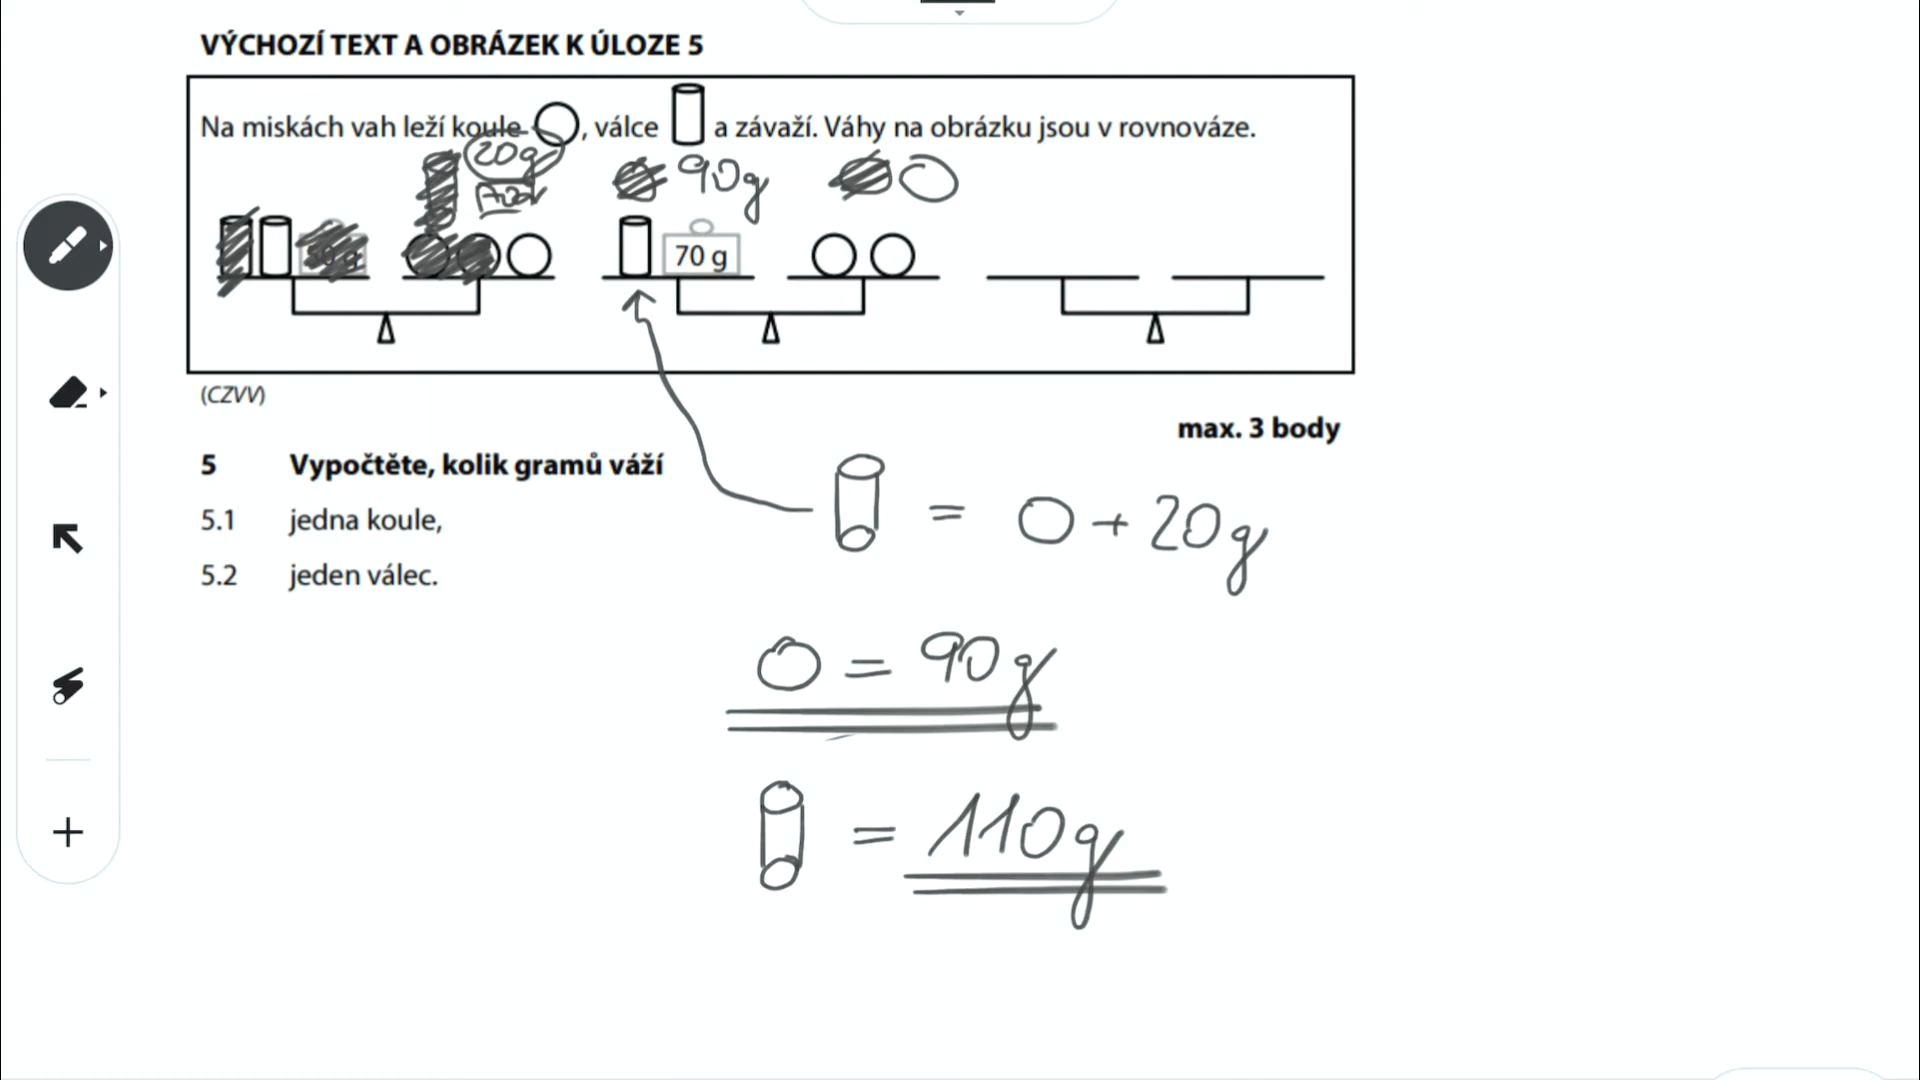 VÝCHOZÍ TEXT A OBRÁZEK K ÚLOZE 5
Na miskách vah leží koule , válce a závaží. Váhy na obrázku jsou v rovnováze.
20g
90g
70 g
(CZVV)
max. 3 body
5 Vypočtěte, kolik gramů váží
5.1 jedna koule,
5.2 jeden válec.
= O + 20g
O = 90g
= 110g